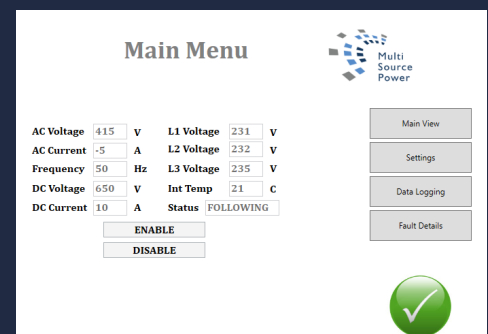 Main Menu
Multi
Source
Power
AC Voltage 415 V L1 Voltage 231 V
AC Current -5 A L2 Voltage 232 V
Frequency 50 Hz L3 Voltage 235 V
DC Voltage 650 V Int Temp 21 C
DC Current 10 A Status FOLLOWING
ENABLE
DISABLE
Main View
Settings
Data Logging
Fault Details